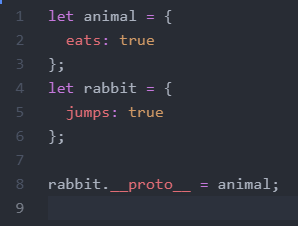 1 let animal = {
2   eats: true
3 };
4 let rabbit = {
5   jumps: true
6 };
7
8 rabbit.__proto__ = animal;
9